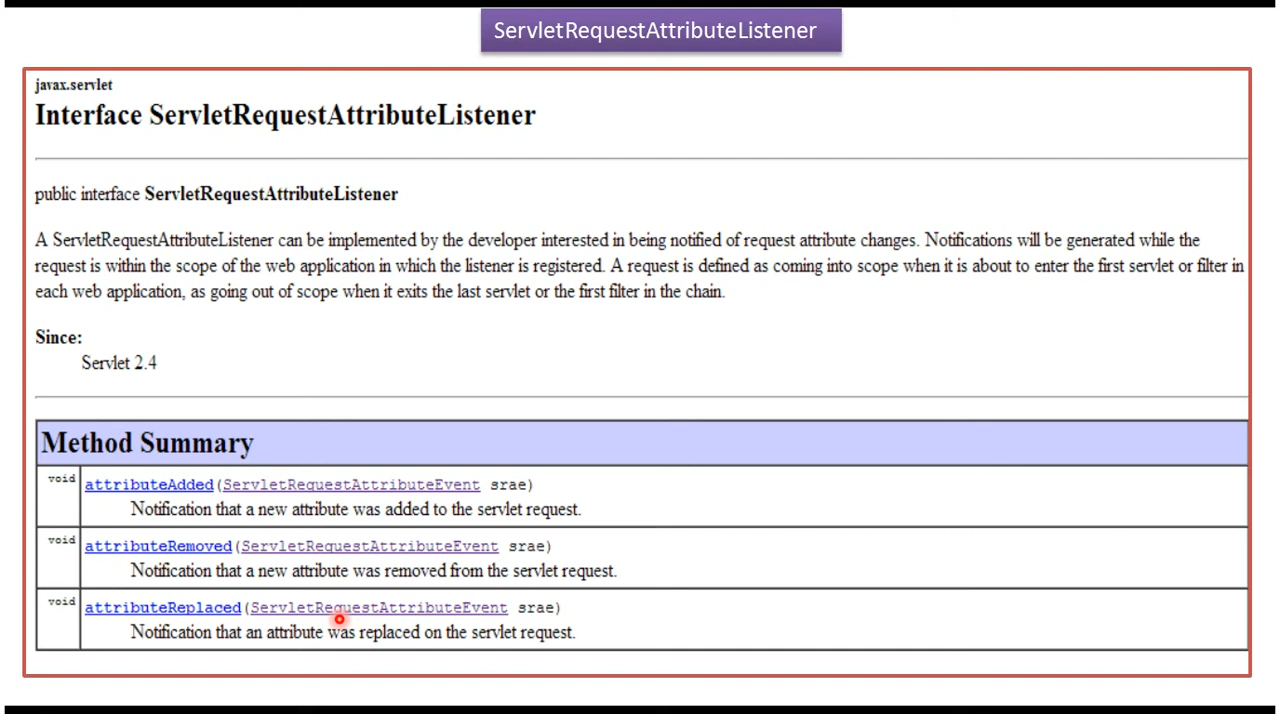 ServletRequestAttributeListener
javax.servlet
Interface ServletRequestAttributeListener
public interface ServletRequestAttributeListener
A ServletRequestAttributeListener can be implemented by the developer interested in being notified of request attribute changes. Notifications will be generated while the
request is within the scope of the web application in which the listener is registered. A request is defined as coming into scope when it is about to enter the first servlet or filter in
each web application, as going out of scope when it exits the last servlet or the first filter in the chain.
Since:
Servlet 2.4
Method Summary
void attributeAdded(ServletRequestAttributeEvent srae)
Notification that a new attribute was added to the servlet request.
void attributeRemoved(ServletRequestAttributeEvent srae)
Notification that a new attribute was removed from the servlet request.
void attributeReplaced(ServletRequestAttributeEvent srae)
Notification that an attribute was replaced on the servlet request.